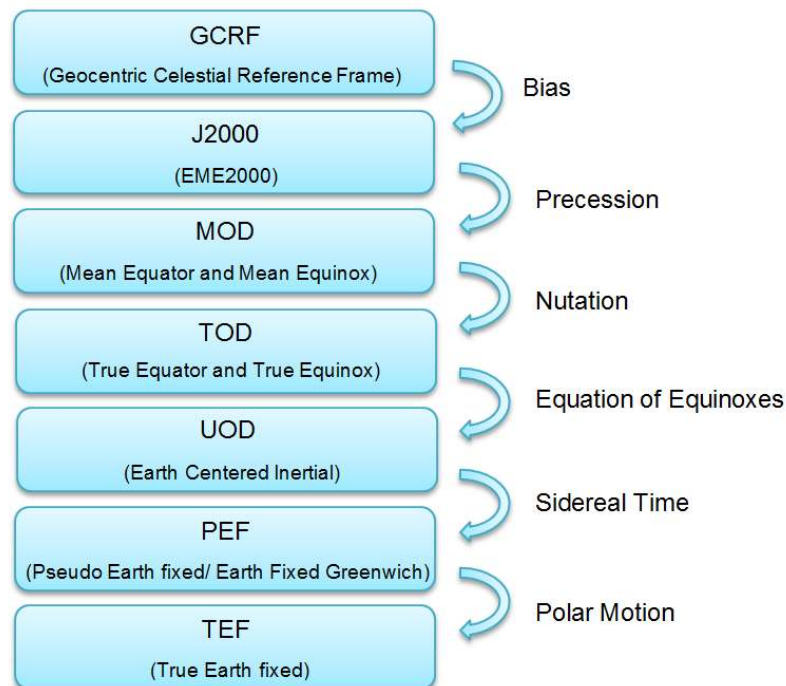 GCRF
(Geocentric Celestial Reference Frame)
Bias
J2000
(EME2000)
Precession
MOD
(Mean Equator and Mean Equinox)
Nutation
TOD
(True Equator and True Equinox)
Equation of Equinoxes
UOD
(Earth Centered Inertial)
Sidereal Time
PEF
(Pseudo Earth fixed/ Earth Fixed Greenwich)
Polar Motion
TEF
(True Earth fixed)